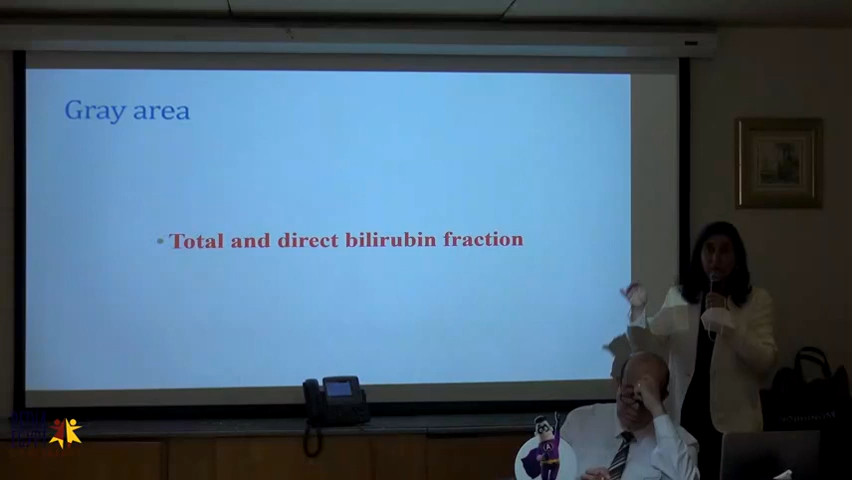 Gray area
• Total and direct bilirubin fraction